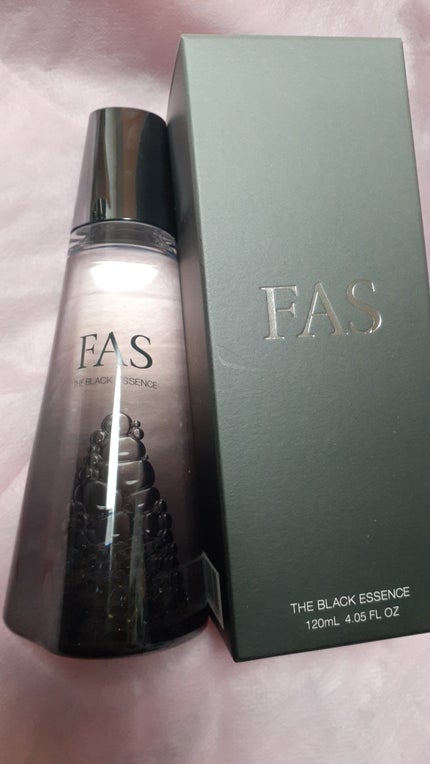 FAS
THE BLACK ESSENCE
FAS
THE BLACK ESSENCE
120mL 4.05 FL OZ